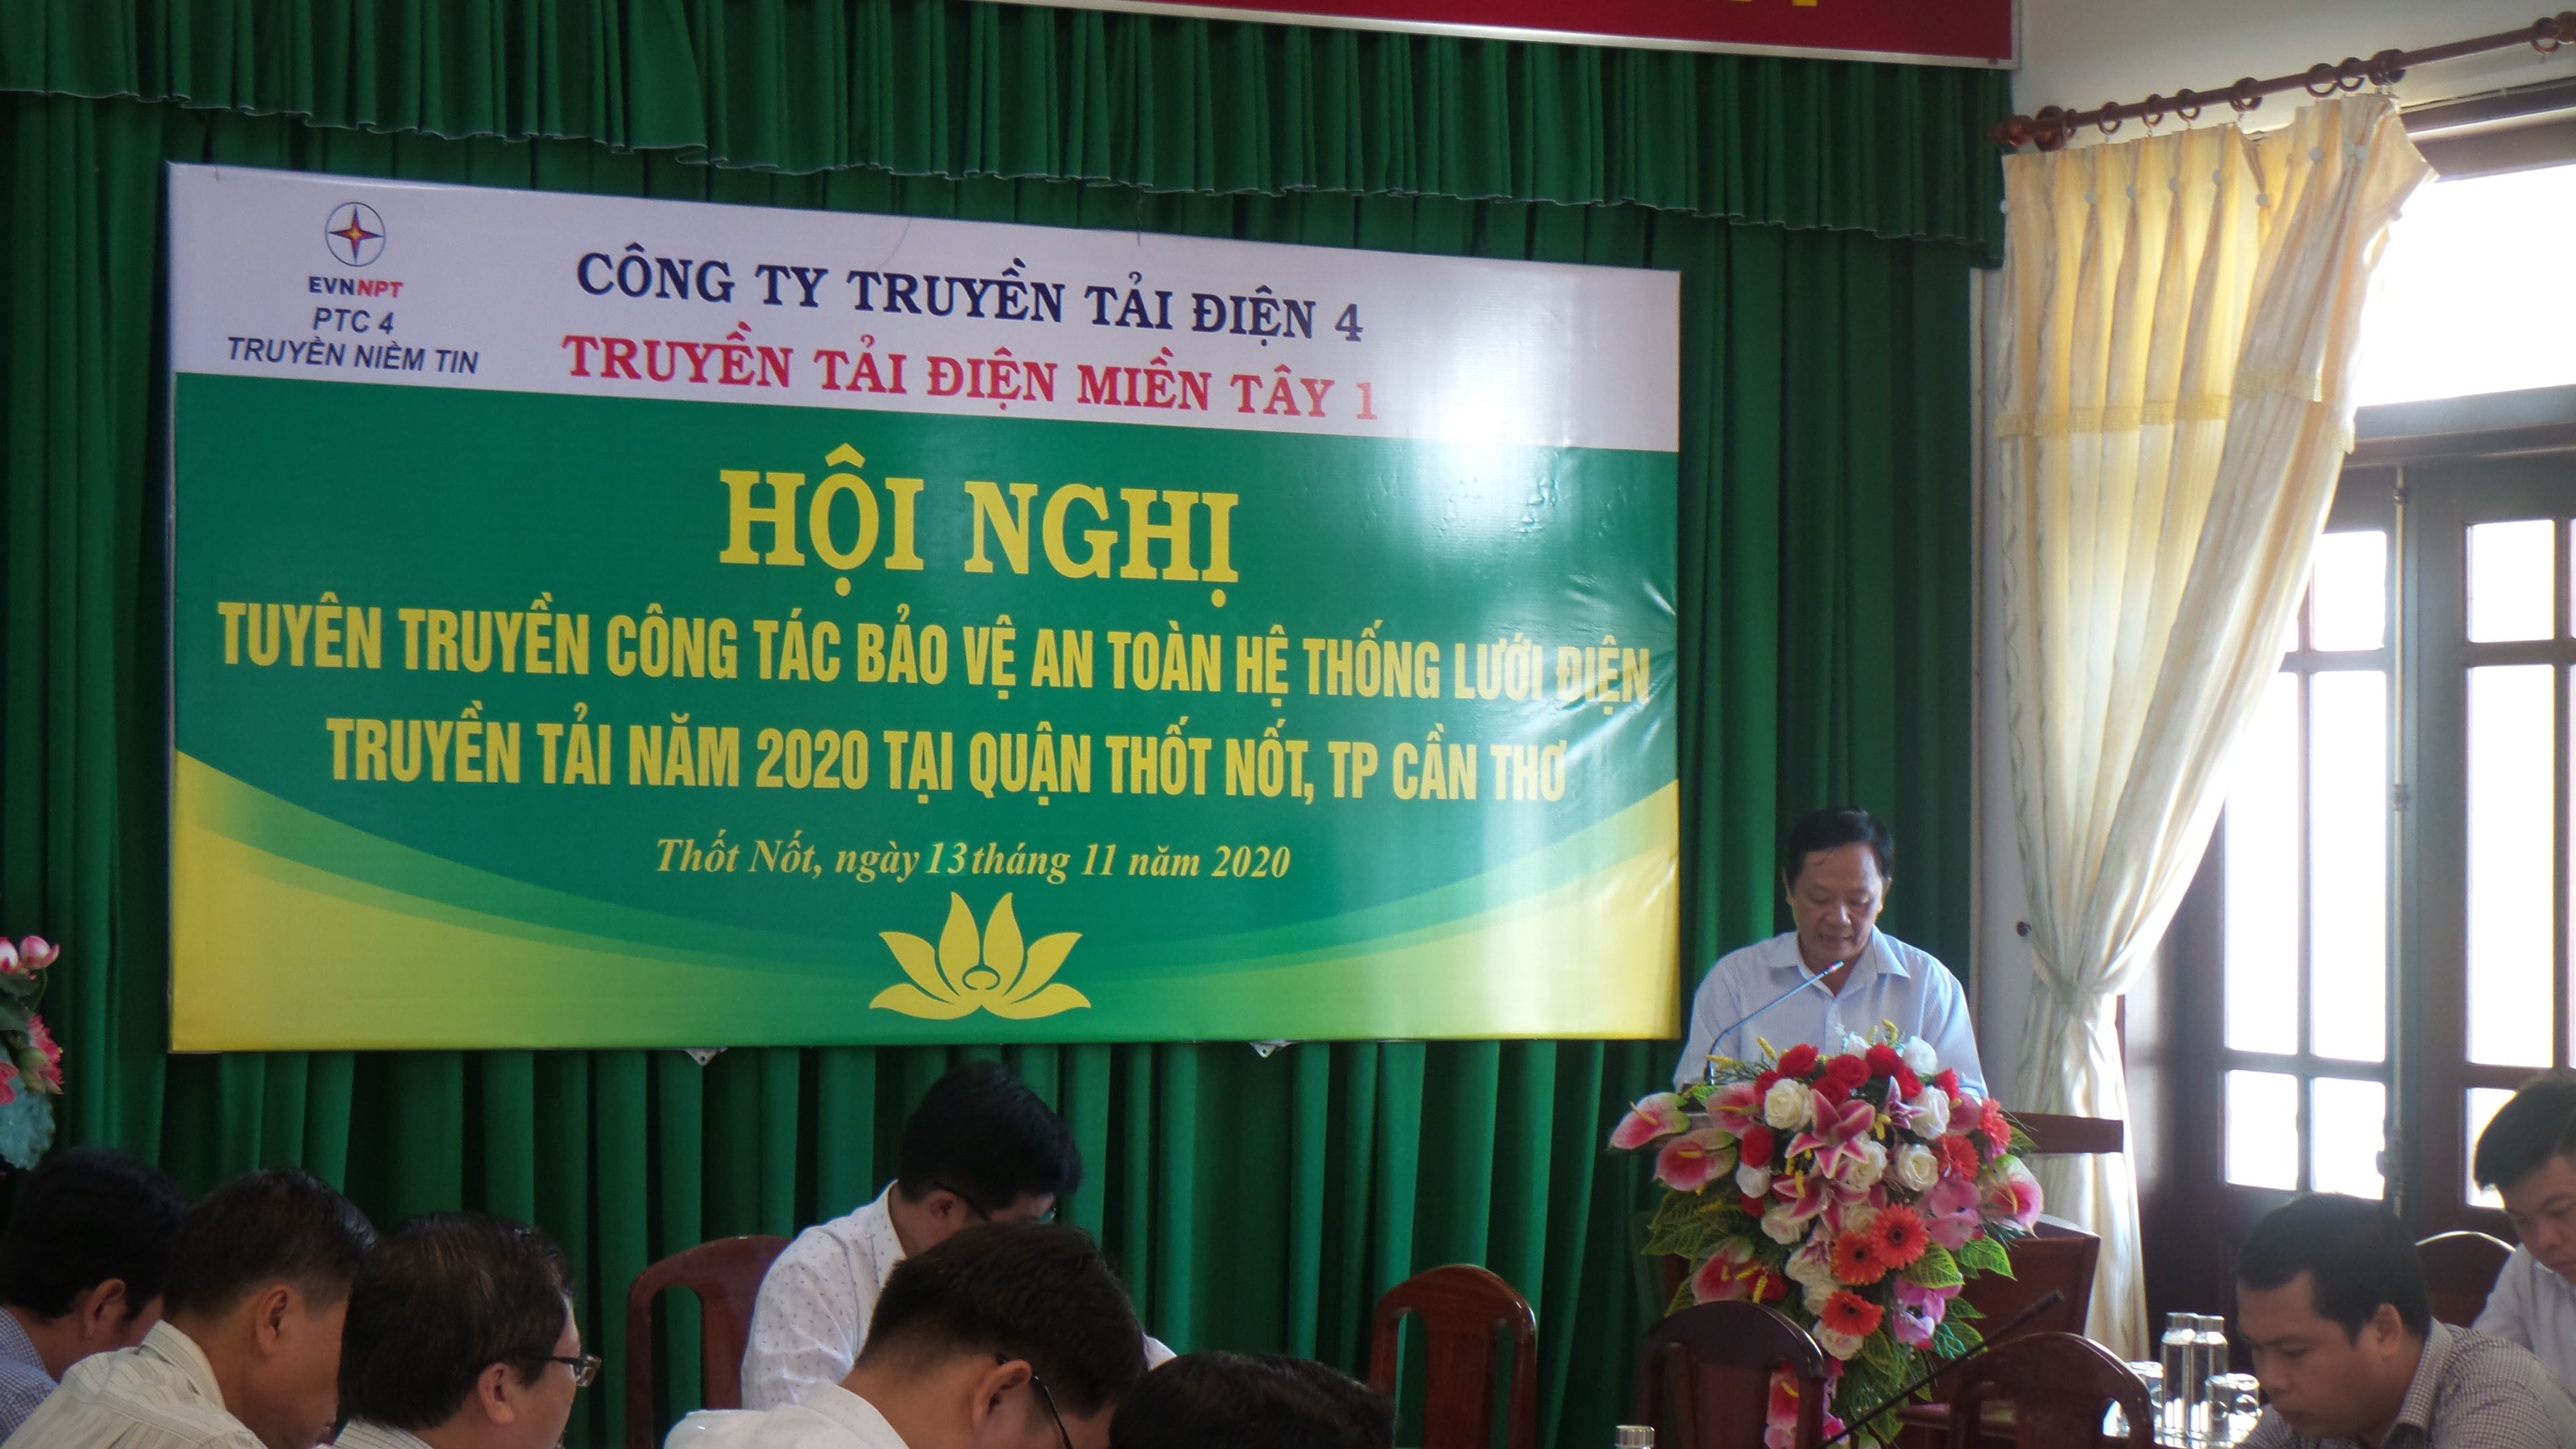 EVNNPT
PTC 4
TRUYỀN NIỀM TIN
CÔNG TY TRUYỀN TẢI ĐIỆN 4
TRUYỀN TẢI ĐIỆN MIỀN TÂY 1
HỘI NGHỊ
TUYÊN TRUYỀN CÔNG TÁC BẢO VỆ AN TOÀN HỆ THỐNG LƯỚI ĐIỆN
TRUYỀN TẢI NĂM 2020 TẠI QUẬN THỐT NỐT, TP CẦN THƠ
Thốt Nốt, ngày 13 tháng 11 năm 2020